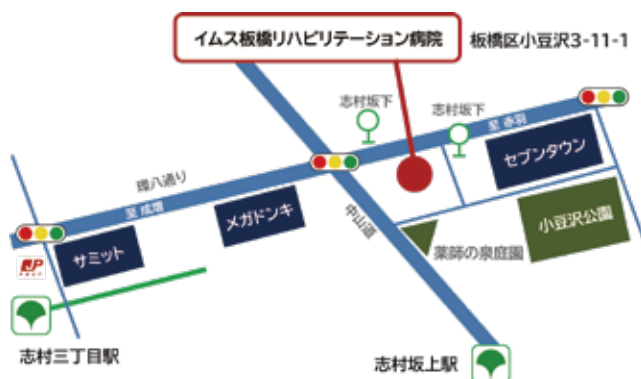 イムス板橋リハビリテーション病院
板橋区小豆沢3-11-1
志村坂下
志村坂下
至 赤羽
セブンタウン
環八通り
至 成増
メガドンキ
中山道
小豆沢公園
薬師の泉庭園
サミット
JP
志村三丁目駅
志村坂上駅